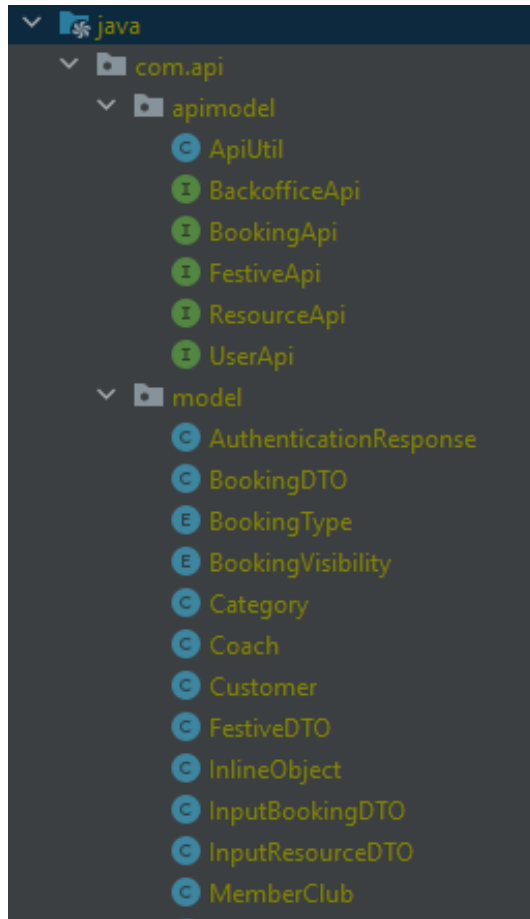 java
com.api
apimodel
C ApiUtil
I BackofficeApi
I BookingApi
I FestiveApi
I ResourceApi
I UserApi
model
C AuthenticationResponse
C BookingDTO
E BookingType
E BookingVisibility
C Category
C Coach
C Customer
C FestiveDTO
C InlineObject
C InputBookingDTO
C InputResourceDTO
C MemberClub